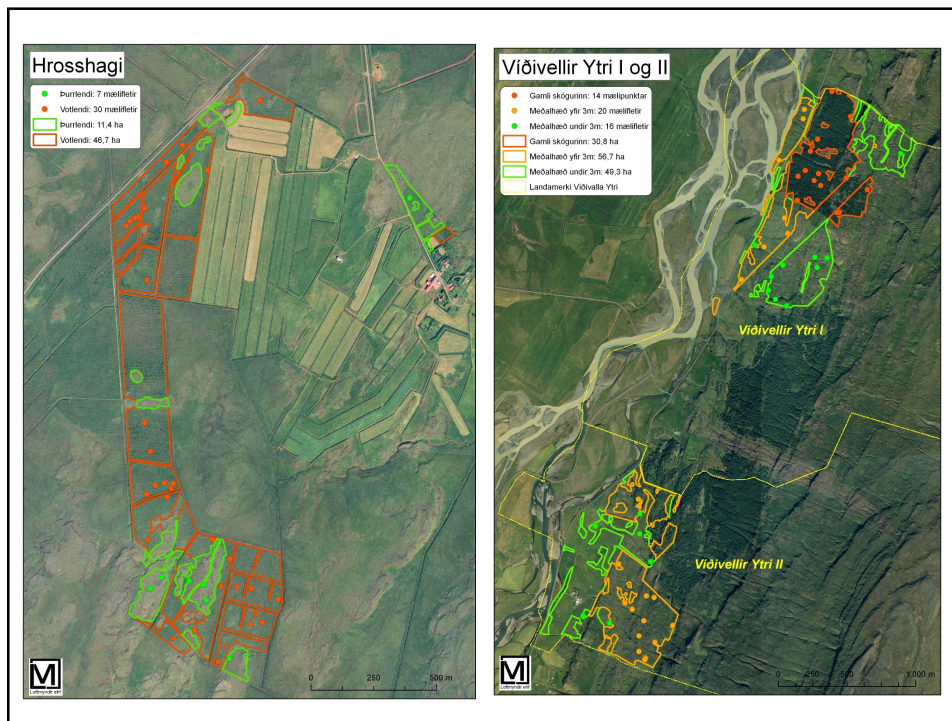 Hrosshagi
Þurrlendi: 7 mælifletir
Votlendi: 30 mælifletir
Þurrlendi: 11,4 ha
Votlendi: 46,7 ha
M
Loftmyndir ehf
0 250 500 m
Víðivellir Ytri I og II
Gamli skógurinn: 14 mælipunktar
Meðalhæð yfir 3m: 20 mælifletir
Meðalhæð undir 3m: 16 mælifletir
Gamli skógurinn: 30,8 ha
Meðalhæð yfir 3m: 56,7 ha
Meðalhæð undir 3m: 49,3 ha
Landamerki Víðivalla Ytri
Víðivellir Ytri I
Víðivellir Ytri II
M
Loftmyndir ehf
0 250 500 1.000 m